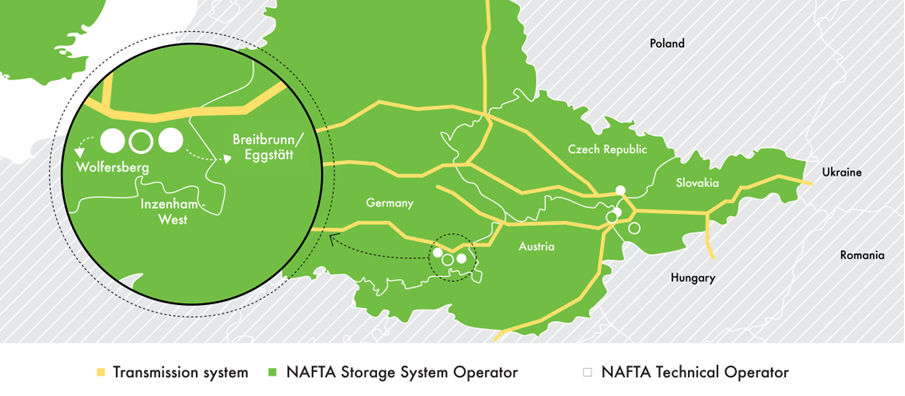 Poland
Czech Republic
Slovakia
Ukraine
Germany
Austria
Hungary
Romania
Breitbrunn/
Eggstätt
Wolfersberg
Inzenham-
West
Transmission system
NAFTA Storage System Operator
NAFTA Technical Operator